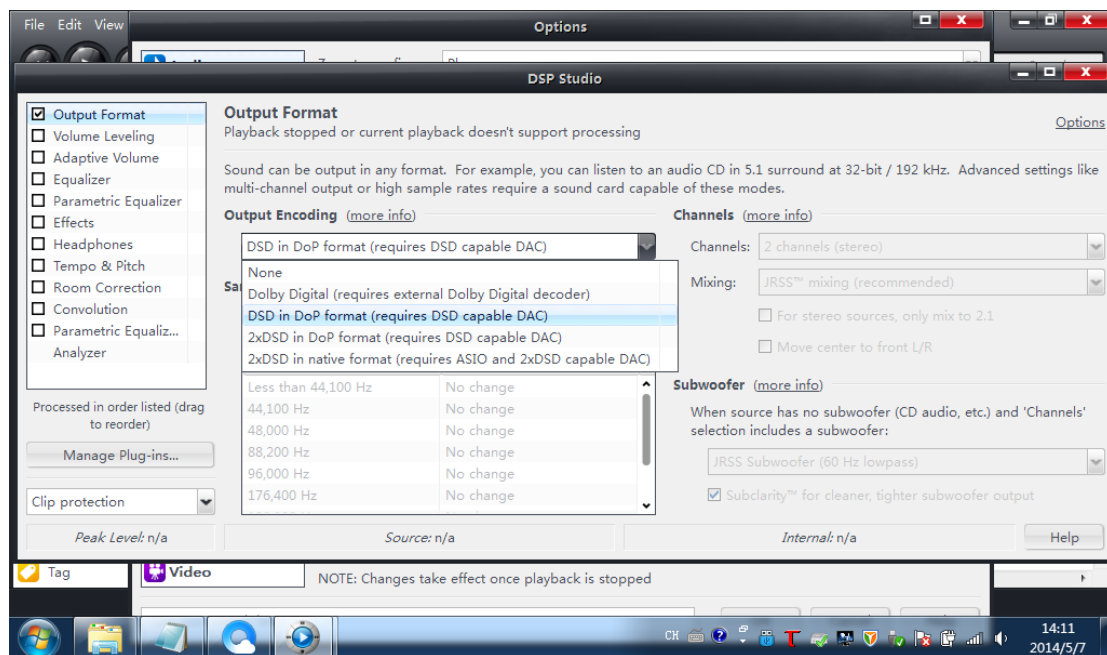 File Edit View
Options
DSP Studio
Output Format
Volume Leveling
Adaptive Volume
Equalizer
Parametric Equalizer
Effects
Headphones
Tempo & Pitch
Room Correction
Convolution
Parametric Equaliz...
Analyzer
Processed in order listed (drag
to reorder)
Manage Plug-ins...
Clip protection
Output Format
Playback stopped or current playback doesn't support processing
Options
Sound can be output in any format. For example, you can listen to an audio CD in 5.1 surround at 32-bit / 192 kHz. Advanced settings like
multi-channel output or high sample rates require a sound card capable of these modes.
Output Encoding (more info)
DSD in DoP format (requires DSD capable DAC)
None
Dolby Digital (requires external Dolby Digital decoder)
DSD in DoP format (requires DSD capable DAC)
2xDSD in DoP format (requires DSD capable DAC)
2xDSD in native format (requires ASIO and 2xDSD capable DAC)
Less than 44,100 Hz No change
44,100 Hz No change
48,000 Hz No change
88,200 Hz No change
96,000 Hz No change
176,400 Hz No change
Channels (more info)
Channels: 2 channels (stereo)
Mixing: JRSS™ mixing (recommended)
For stereo sources, only mix to 2.1
Move center to front L/R
Subwoofer (more info)
When source has no subwoofer (CD audio, etc.) and 'Channels'
selection includes a subwoofer:
JRSS Subwoofer (60 Hz lowpass)
Subclarity™ for cleaner, tighter subwoofer output
Peak Level: n/a
Source: n/a
Internal: n/a
Help
Tag
Video
NOTE: Changes take effect once playback is stopped
CH
14:11
2014/5/7